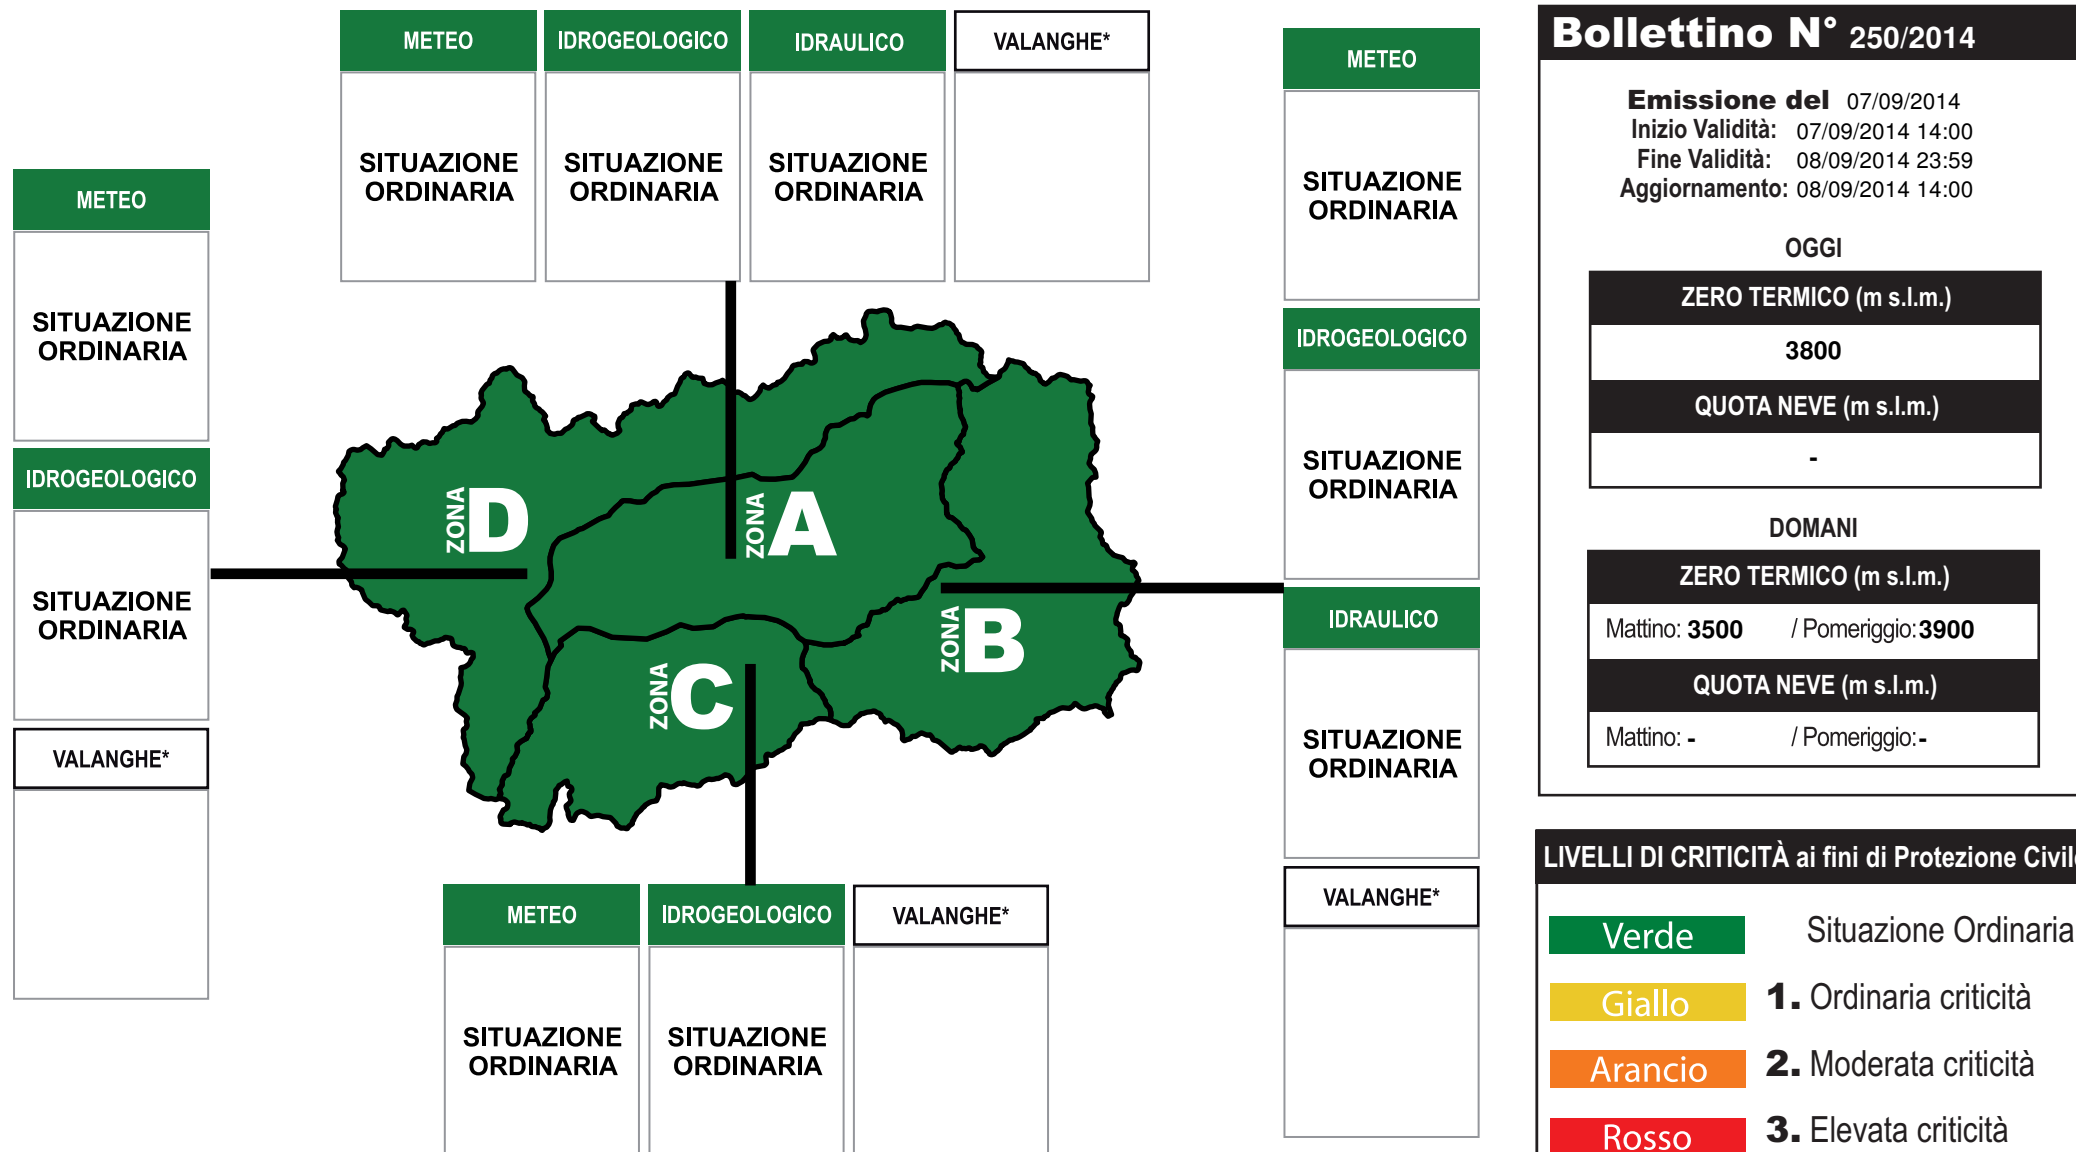 METEO
IDROGEOLOGICO
IDRAULICO
VALANGHE*
SITUAZIONE
ORDINARIA
SITUAZIONE
ORDINARIA
SITUAZIONE
ORDINARIA
METEO
SITUAZIONE
ORDINARIA
IDROGEOLOGICO
SITUAZIONE
ORDINARIA
VALANGHE*
METEO
SITUAZIONE
ORDINARIA
IDROGEOLOGICO
SITUAZIONE
ORDINARIA
IDRAULICO
SITUAZIONE
ORDINARIA
VALANGHE*
ZONA D
ZONA A
ZONA B
ZONA C
METEO
IDROGEOLOGICO
VALANGHE*
SITUAZIONE
ORDINARIA
SITUAZIONE
ORDINARIA
Bollettino N° 250/2014
Emissione del 07/09/2014
Inizio Validità: 07/09/2014 14:00
Fine Validità: 08/09/2014 23:59
Aggiornamento: 08/09/2014 14:00
OGGI
ZERO TERMICO (m s.l.m.)
3800
QUOTA NEVE (m s.l.m.)
-
DOMANI
ZERO TERMICO (m s.l.m.)
Mattino: 3500 / Pomeriggio: 3900
QUOTA NEVE (m s.l.m.)
Mattino: - / Pomeriggio: -
LIVELLI DI CRITICITÀ ai fini di Protezione Civile
Verde Situazione Ordinaria
Giallo 1. Ordinaria criticità
Arancio 2. Moderata criticità
Rosso 3. Elevata criticità